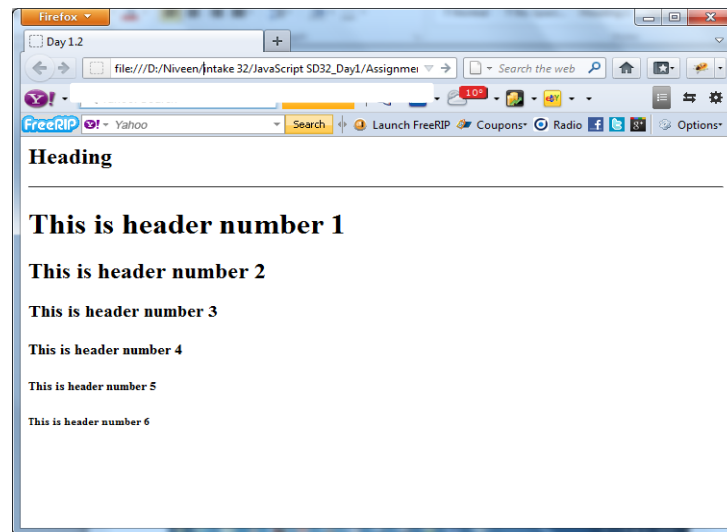 Firefox
Day 1.2
file:///D:/Niveen/intake 32/JavaScript SD32_Day1/Assignmer
Search the web
Y!
10°
eBY
FreeRIP Y! Yahoo Search Launch FreeRIP Coupons Radio Options
Heading
This is header number 1
This is header number 2
This is header number 3
This is header number 4
This is header number 5
This is header number 6